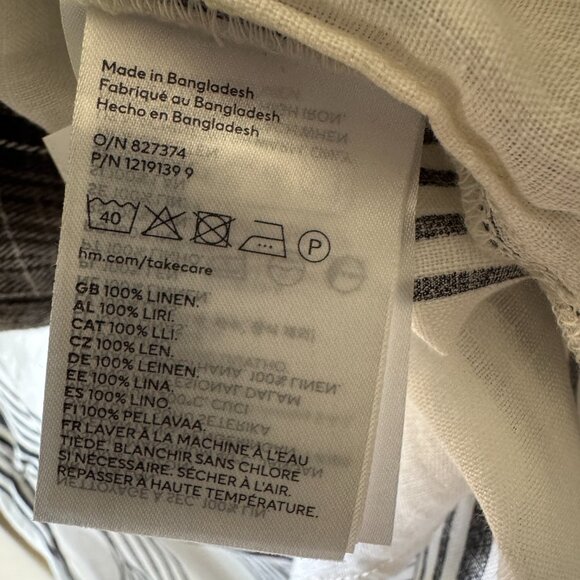 Made in Bangladesh
Fabriqué au Bangladesh
Hecho en Bangladesh
O/N 827374
P/N 1219139 9
40 P
hm.com/takecare
GB 100% LINEN.
AL 100% LIRI.
CAT 100% LLI.
CZ 100% LEN.
DE 100% LEINEN.
EE 100% LINA.
ES 100% LINO.
FI 100% PELLAVAA.
FR LAVER À LA MACHINE À L'EAU
TIÈDE. BLANCHIR SANS CHLORE
SI NÉCESSAIRE. SÉCHER À L'AIR.
REPASSER À HAUTE TEMPÉRATURE.